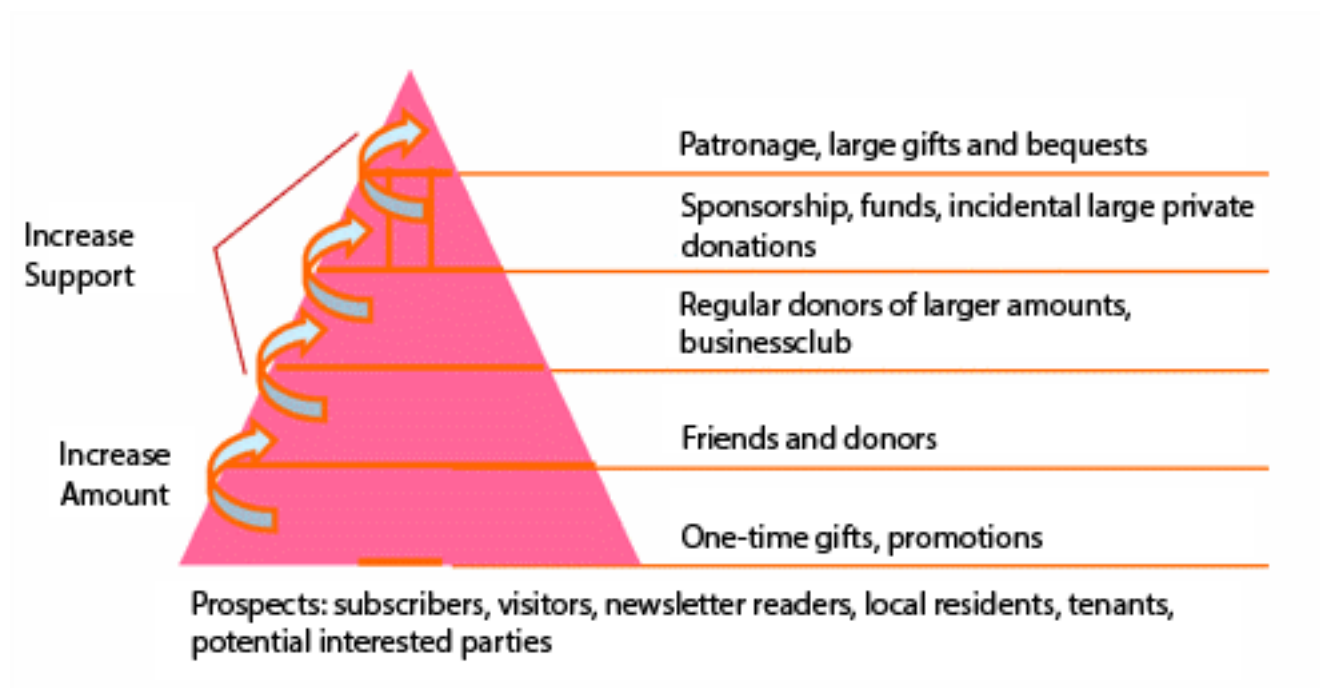 Patronage, large gifts and bequests
Sponsorship, funds, incidental large private
donations
Increase
Support
Regular donors of larger amounts,
businessclub
Friends and donors
Increase
Amount
One-time gifts, promotions
Prospects: subscribers, visitors, newsletter readers, local residents, tenants,
potential interested parties